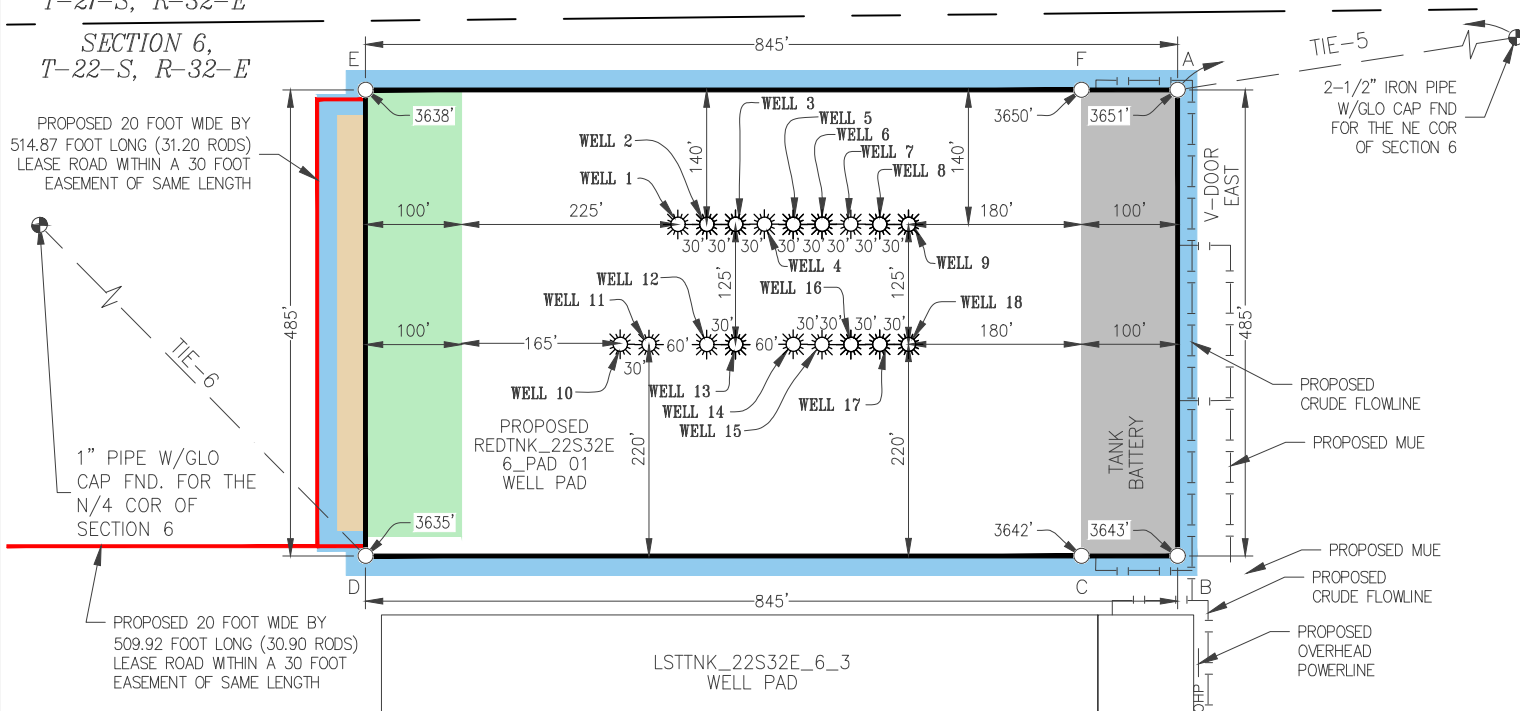 T-21-S, R-32-E
SECTION 6,
T-22-S, R-32-E
E
845'
F
A
TIE-5
2-1/2" IRON PIPE
W/GLO CAP FND
FOR THE NE COR
OF SECTION 6
3638'
3650'
3651'
PROPOSED 20 FOOT WIDE BY
514.87 FOOT LONG (31.20 RODS)
LEASE ROAD WITHIN A 30 FOOT
EASEMENT OF SAME LENGTH
WELL 1
WELL 2
WELL 3
WELL 5
WELL 6
WELL 7
WELL 8
140'
140'
V-DOOR
EAST
100'
225'
180'
100'
30'
30'
30'
30'
30'
30'
30'
30'
WELL 4
WELL 9
125'
125'
WELL 12
WELL 11
WELL 16
WELL 18
485'
485'
TIE-6
100'
165'
30'
60'
30'
60'
30'
30'
30'
30'
180'
100'
WELL 10
WELL 13
WELL 14
WELL 15
WELL 17
PROPOSED
REDTNK_22S32E
6_PAD 01
WELL PAD
220'
220'
TANK
BATTERY
PROPOSED
CRUDE FLOWLINE
PROPOSED MUE
1" PIPE W/GLO
CAP FND. FOR THE
N/4 COR OF
SECTION 6
3635'
3642'
3643'
D
C
B
845'
PROPOSED MUE
PROPOSED
CRUDE FLOWLINE
PROPOSED
OVERHEAD
POWERLINE
PROPOSED 20 FOOT WIDE BY
509.92 FOOT LONG (30.90 RODS)
LEASE ROAD WITHIN A 30 FOOT
EASEMENT OF SAME LENGTH
LSTTNK_22S32E_6_3
WELL PAD
OHP